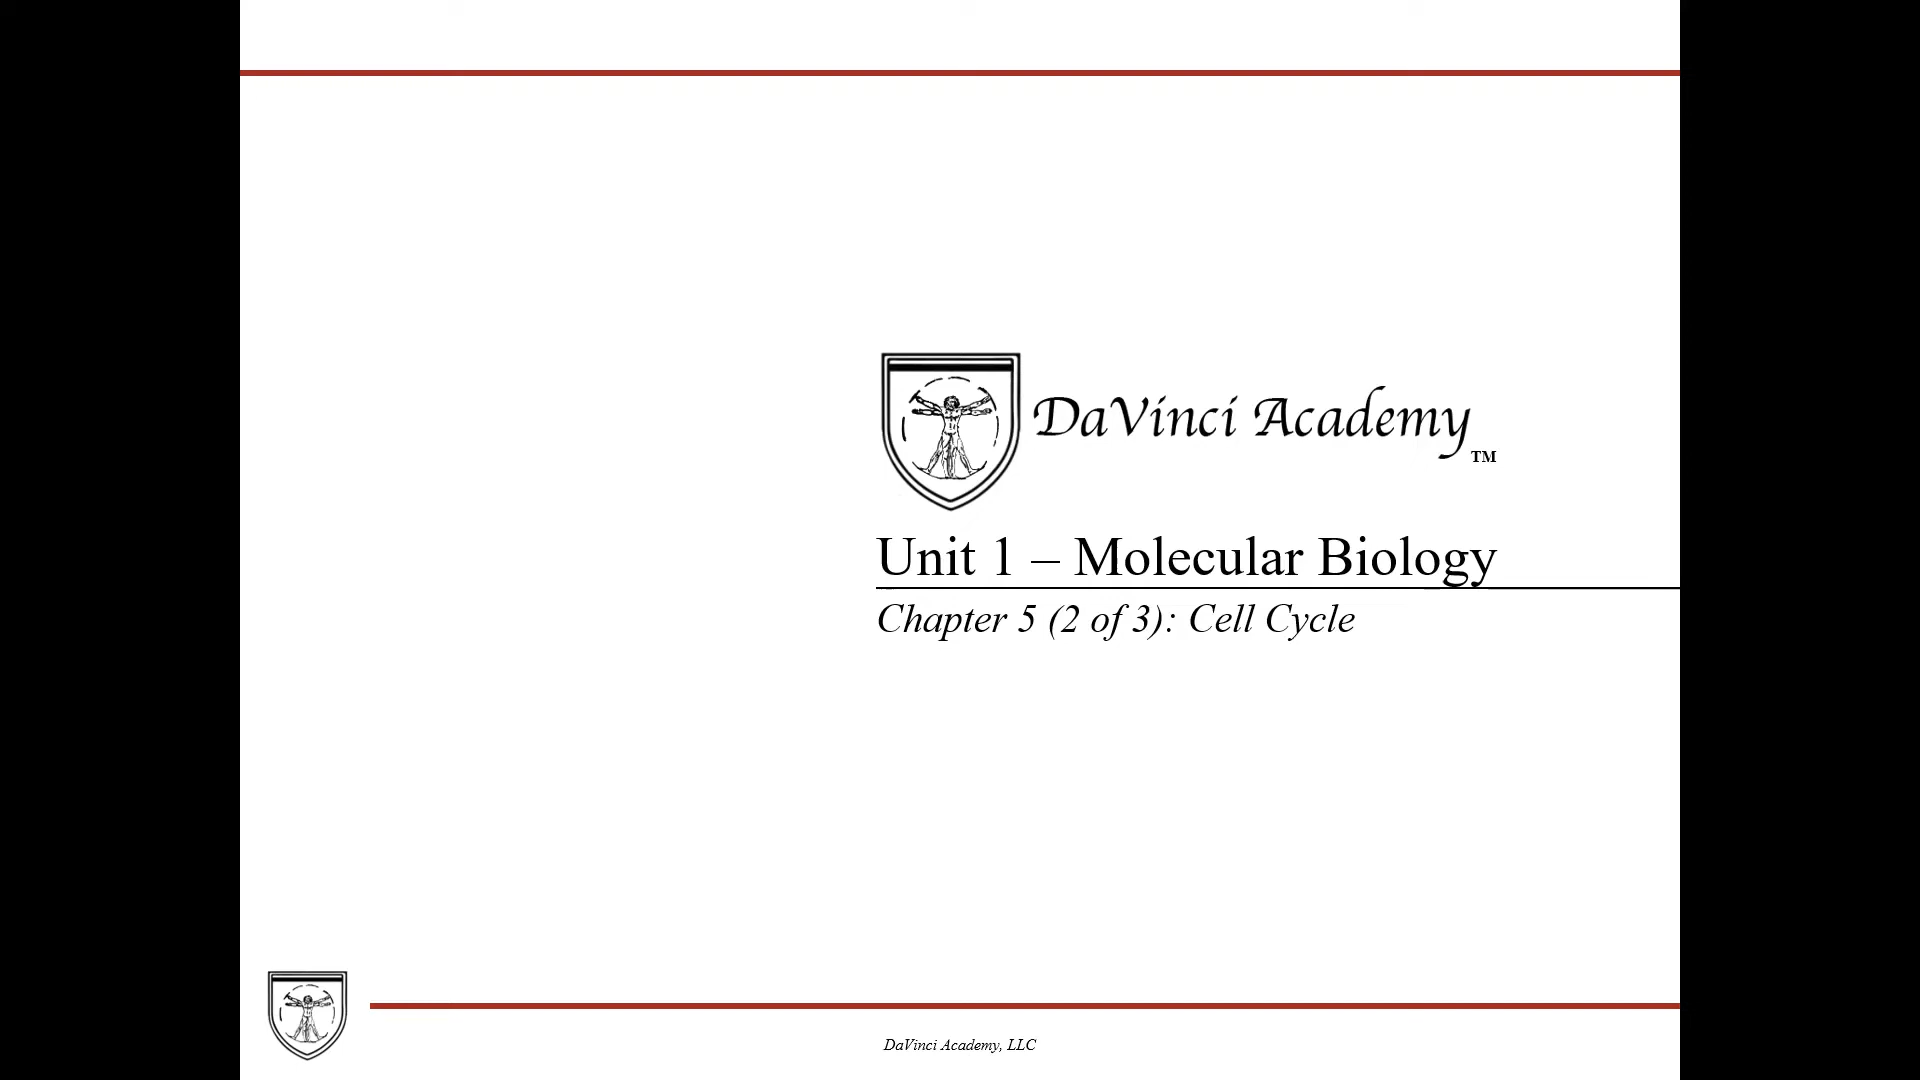 DaVinci Academy TM
Unit 1 – Molecular Biology
Chapter 5 (2 of 3): Cell Cycle
DaVinci Academy, LLC